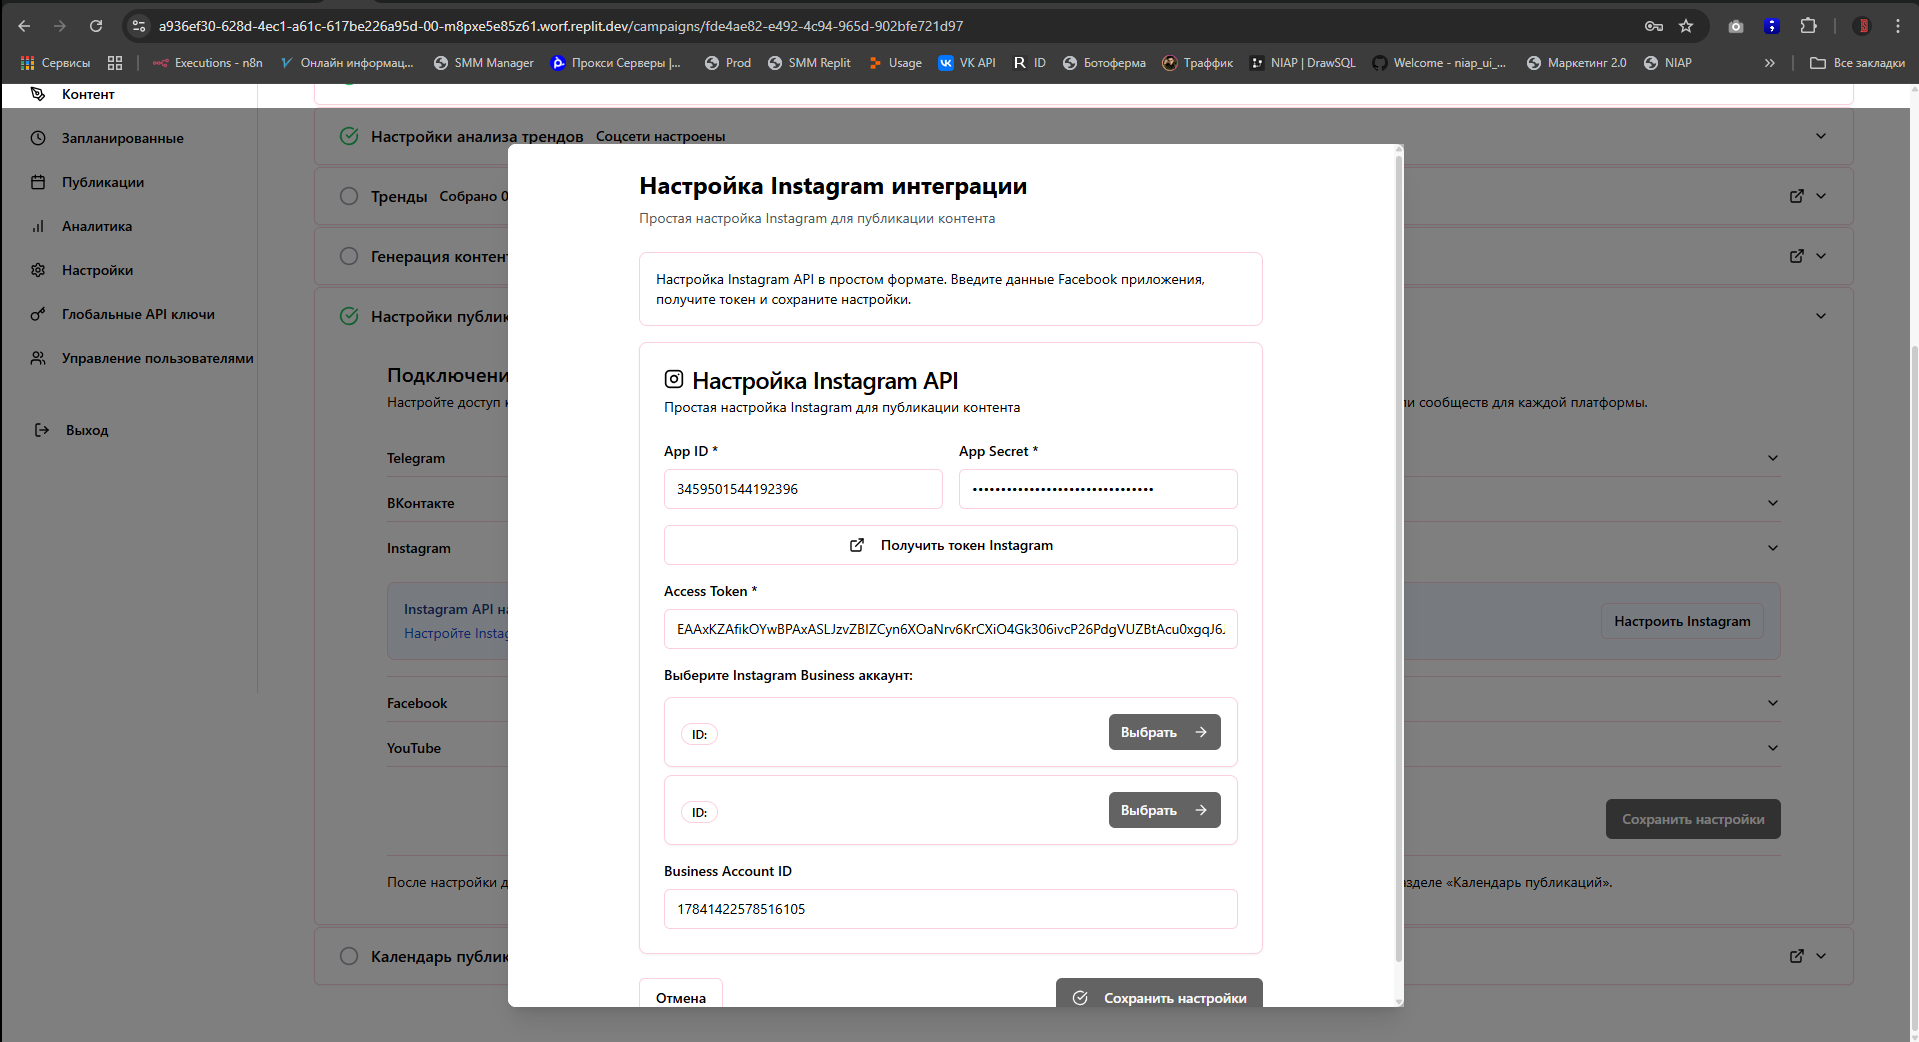 a936ef30-628d-4ec1-a61c-617be226a95d-00-m8pxe5e85z61.worf.replit.dev/campaigns/fde4ae82-e492-4c94-965d-902bfe721d97
Сервисы
Executions - n8n
Онлайн информац...
SMM Manager
Прокси Серверы |...
Prod
SMM Replit
Usage
VK API
ID
Ботоферма
Траффик
NIAP | DrawSQL
Welcome - niap_ui_...
Маркетинг 2.0
NIAP
Все закладки
Контент
Запланированные
Публикации
Аналитика
Настройки
Глобальные API ключи
Управление пользователями
Выход
Настройки анализа трендов Соцсети настроены
Тренды Собрано 0
Генерация контен
Настройки публик
Подключени
Настройте доступ
ли сообществ для каждой платформы.
Telegram
ВКонтакте
Instagram
Instagram API
Настройте Instag
Настроить Instagram
Facebook
YouTube
Сохранить настройки
После настройки д
зделе «Календарь публикаций».
Календарь публик
Настройка Instagram интеграции
Простая настройка Instagram для публикации контента
Настройка Instagram API в простом формате. Введите данные Facebook приложения,
получите токен и сохраните настройки.
Настройка Instagram API
Простая настройка Instagram для публикации контента
App ID * App Secret *
3459501544192396 ••••••••••••••••••••••••••••••••
Получить токен Instagram
Access Token *
EAAxKZAfikOYwBPAxASLJzvZBIZCyn6XOaNrv6KrCXiO4Gk306ivcP26PdgVUZBtAcu0xgqJ6
Выберите Instagram Business аккаунт:
ID: Выбрать
ID: Выбрать
Business Account ID
17841422578516105
Отмена
Сохранить настройки